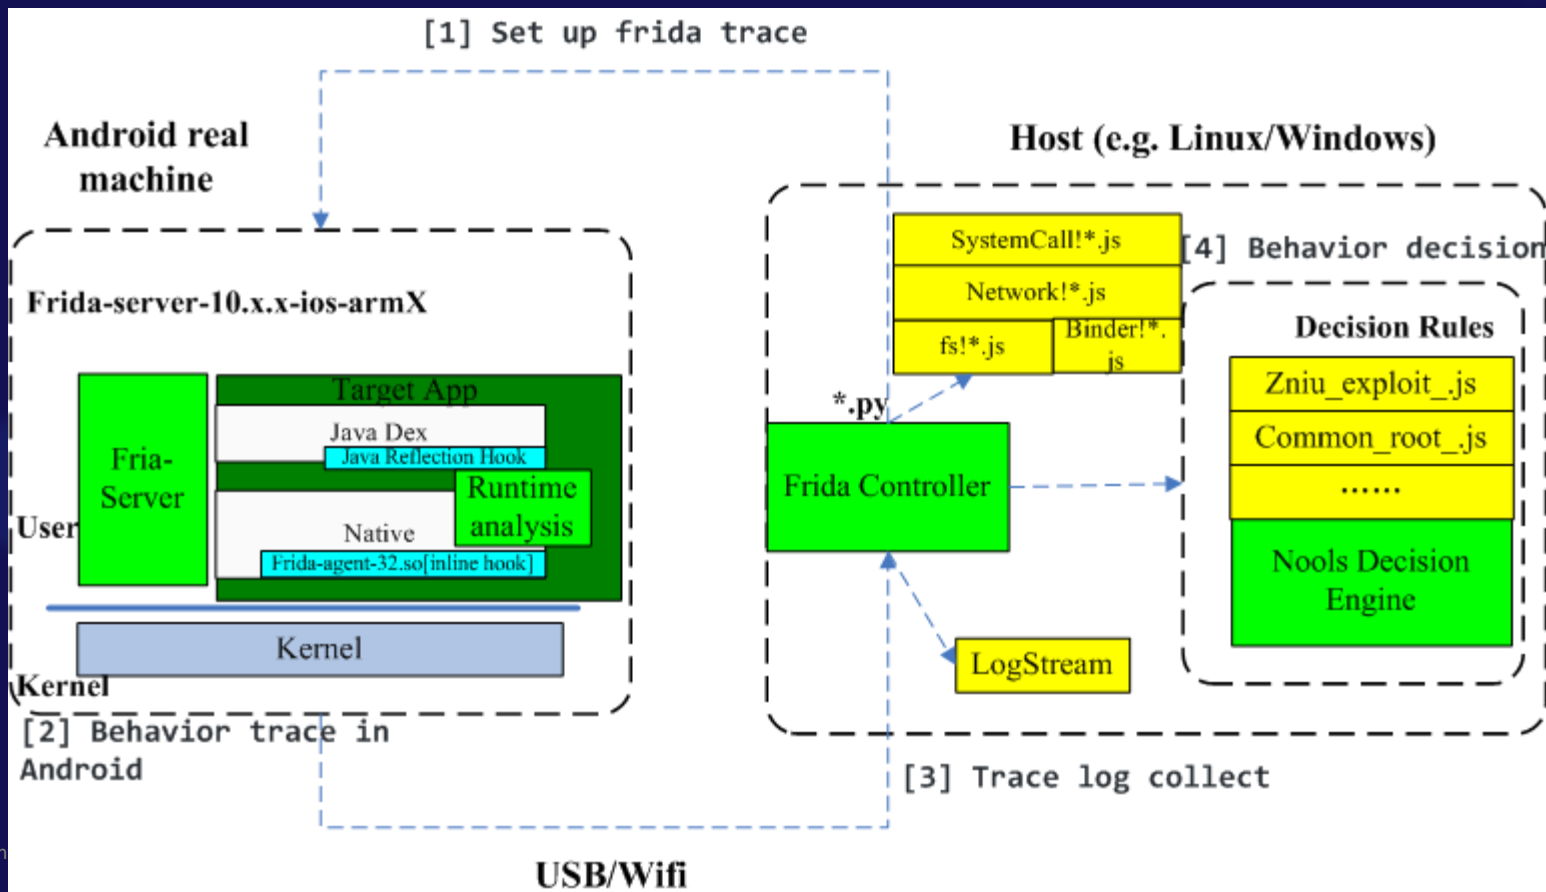 [1] Set up frida trace
Android real
machine
Host (e.g. Linux/Windows)
Frida-server-10.x.x-ios-armX
SystemCall!*.js
Network!*.js
fs!*.js
Binder!*.
js
[4] Behavior decision
Decision Rules
Zniu_exploit_.js
Common_root_.js
......
Nools Decision
Engine
*.py
Frida Controller
LogStream
Target App
Java Dex
Java Reflection Hook
Fria-
Server
Runtime
analysis
Native
Frida-agent-32.so[inline hook]
User
Kernel
Kernel
[2] Behavior trace in
Android
[3] Trace log collect
USB/Wifi